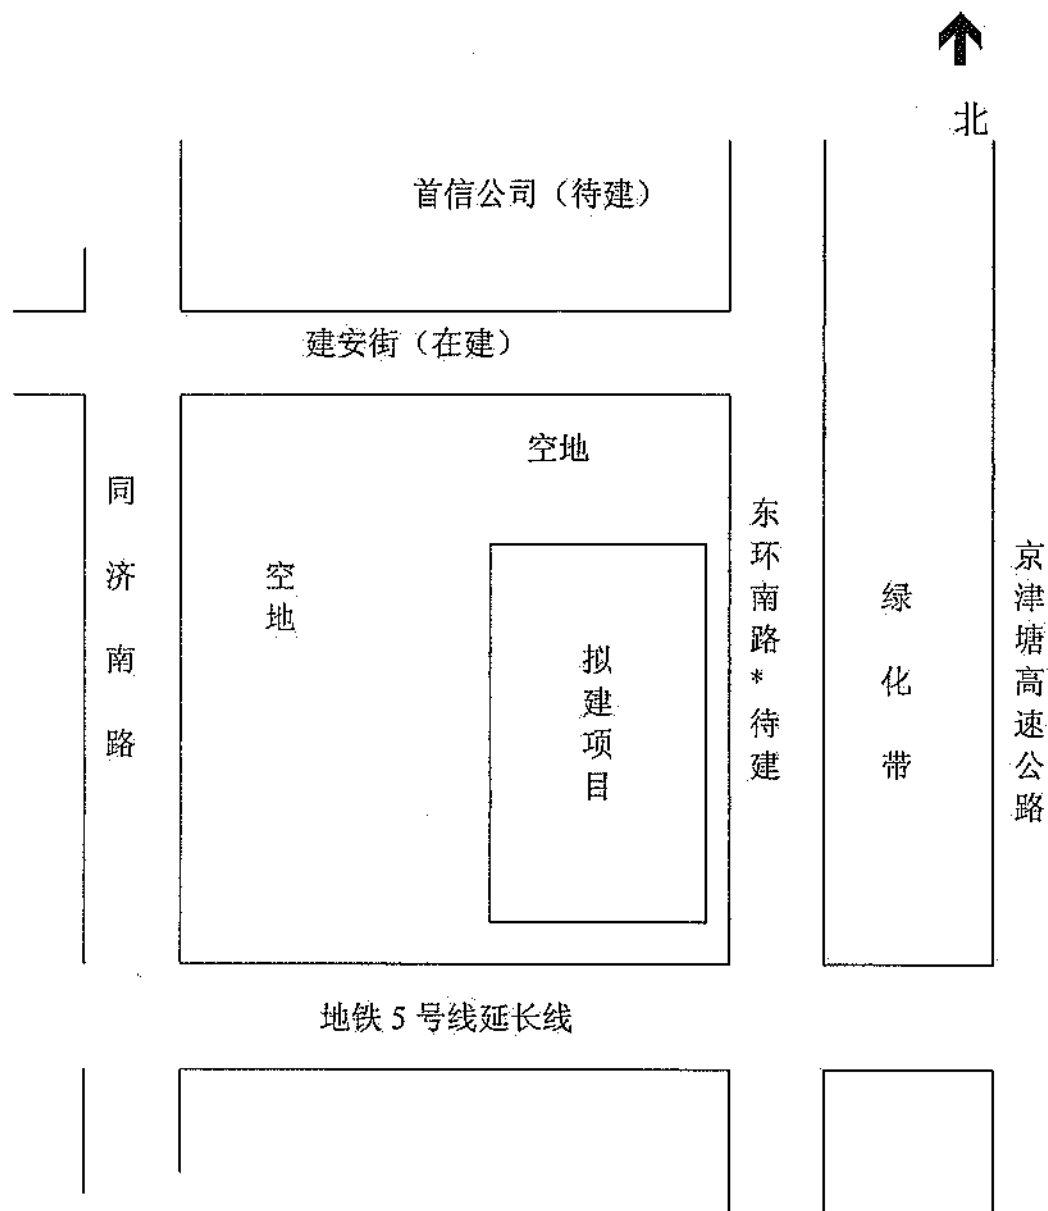 北
首信公司（待建）
建安街（在建）
空地
同济南路
空地
拟建项目
东环南路*待建
绿化带
京津塘高速公路
地铁5号线延长线